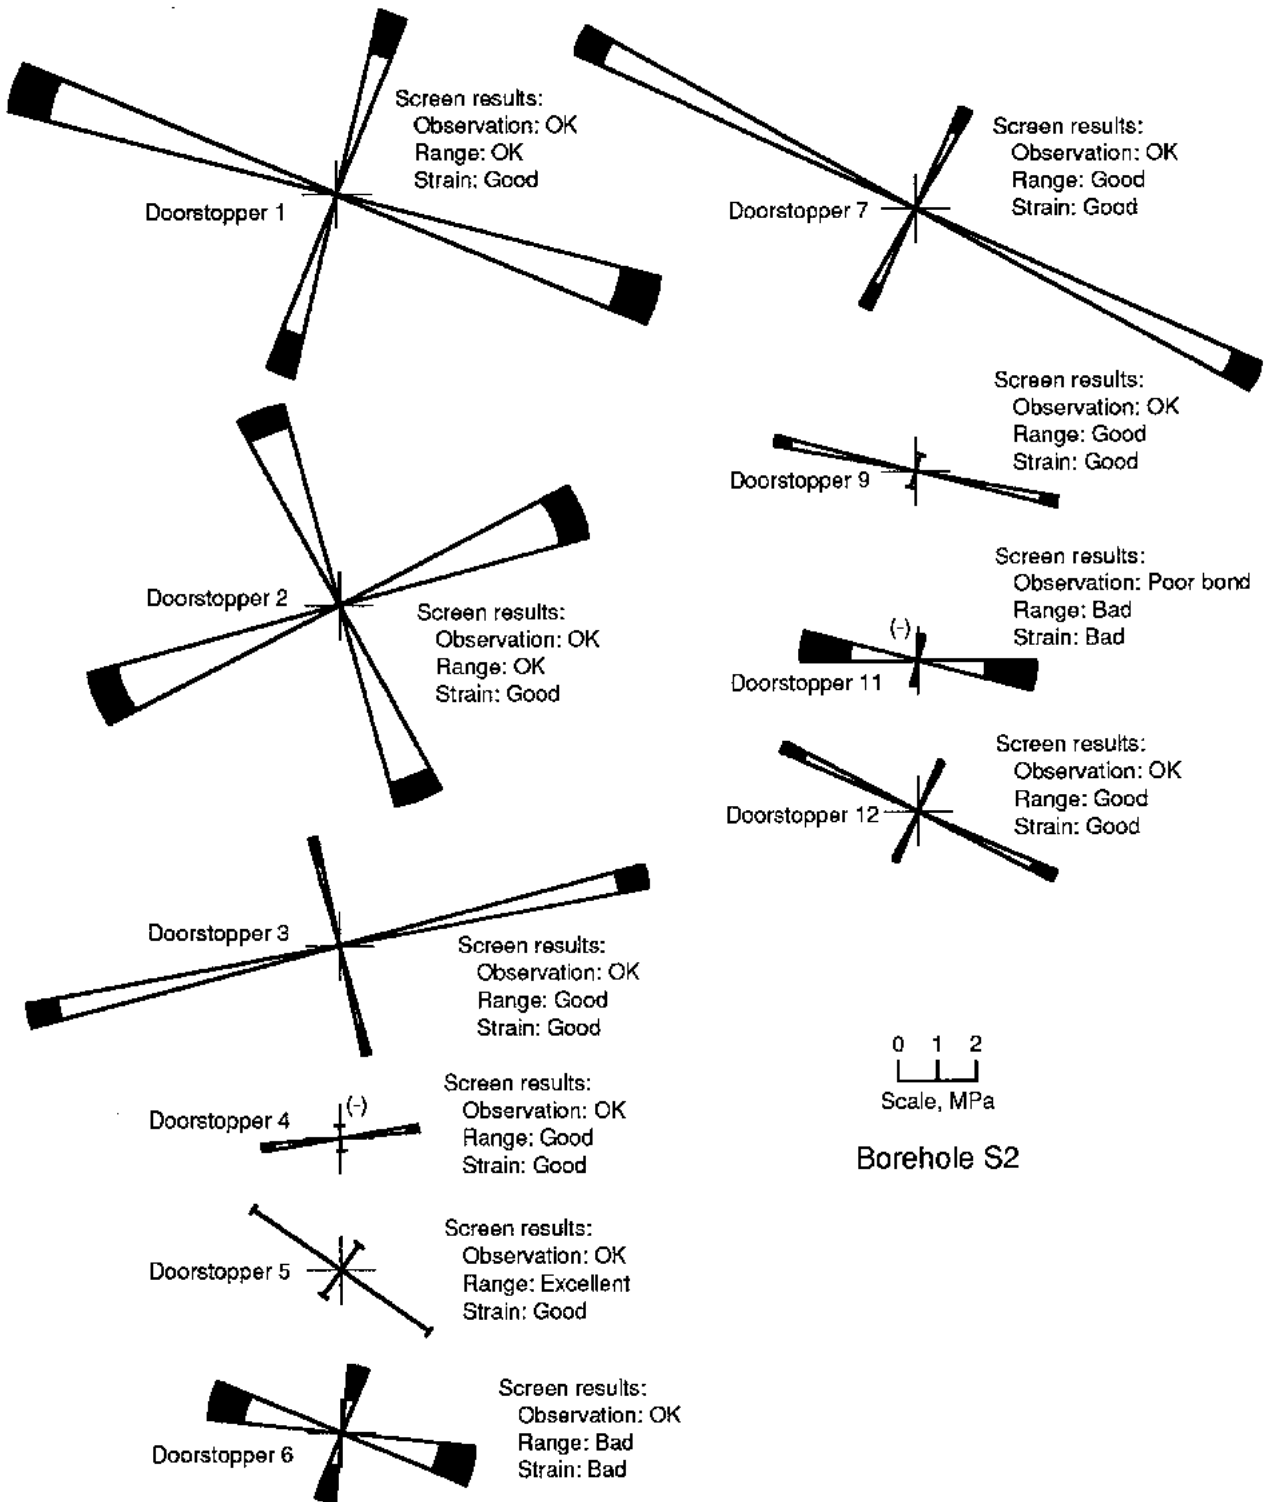 Screen results:
Observation: OK
Range: OK
Strain: Good
Doorstopper 1
Screen results:
Observation: OK
Range: OK
Strain: Good
Doorstopper 2
Screen results:
Observation: OK
Range: Good
Strain: Good
Doorstopper 3
Screen results:
Observation: OK
Range: Good
Strain: Good
Doorstopper 4
(-)
Screen results:
Observation: OK
Range: Excellent
Strain: Good
Doorstopper 5
Screen results:
Observation: OK
Range: Bad
Strain: Bad
Doorstopper 6
Screen results:
Observation: OK
Range: Good
Strain: Good
Doorstopper 7
Screen results:
Observation: OK
Range: Good
Strain: Good
Doorstopper 9
Screen results:
Observation: Poor bond
Range: Bad
Strain: Bad
(-)
Doorstopper 11
Screen results:
Observation: OK
Range: Good
Strain: Good
Doorstopper 12
0 1 2
Scale, MPa
Borehole S2